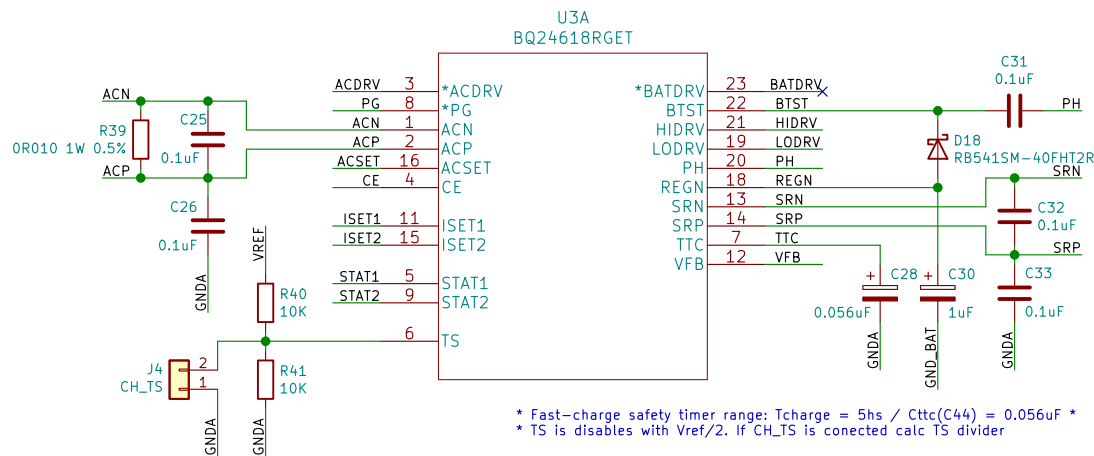 U3A
BQ24618RGET
ACDRV 3 *ACDRV
PG 8 *PG
ACN 1 ACN
ACP 2 ACP
ACSET 16 ACSET
CE 4 CE
ISET1 11 ISET1
ISET2 15 ISET2
STAT1 5 STAT1
STAT2 9 STAT2
6 TS
*BATDRV 23 BATDRV
BTST 22 BTST
HIDRV 21 HIDRV
LODRV 19 LODRV
PH 20 PH
REGN 18 REGN
SRN 13 SRN
SRP 14 SRP
TTC 7 TTC
VFB 12 VFB
ACN
R39
0R010 1W 0.5%
ACP
C25
0.1uF
C26
0.1uF
GNDA
VREF
R40
10K
R41
10K
GNDA
J4
CH_TS
2
1
GNDA
C31
0.1uF
PH
D18
RB541SM-40FHT2R
SRN
C32
0.1uF
SRP
C33
0.1uF
GNDA
+ C28
0.056uF
GNDA
+ C30
1uF
GND_BAT
* Fast-charge safety timer range: Tcharge = 5hs / Cttc(C44) = 0.056uF *
* TS is disables with Vref/2. If CH_TS is conected calc TS divider